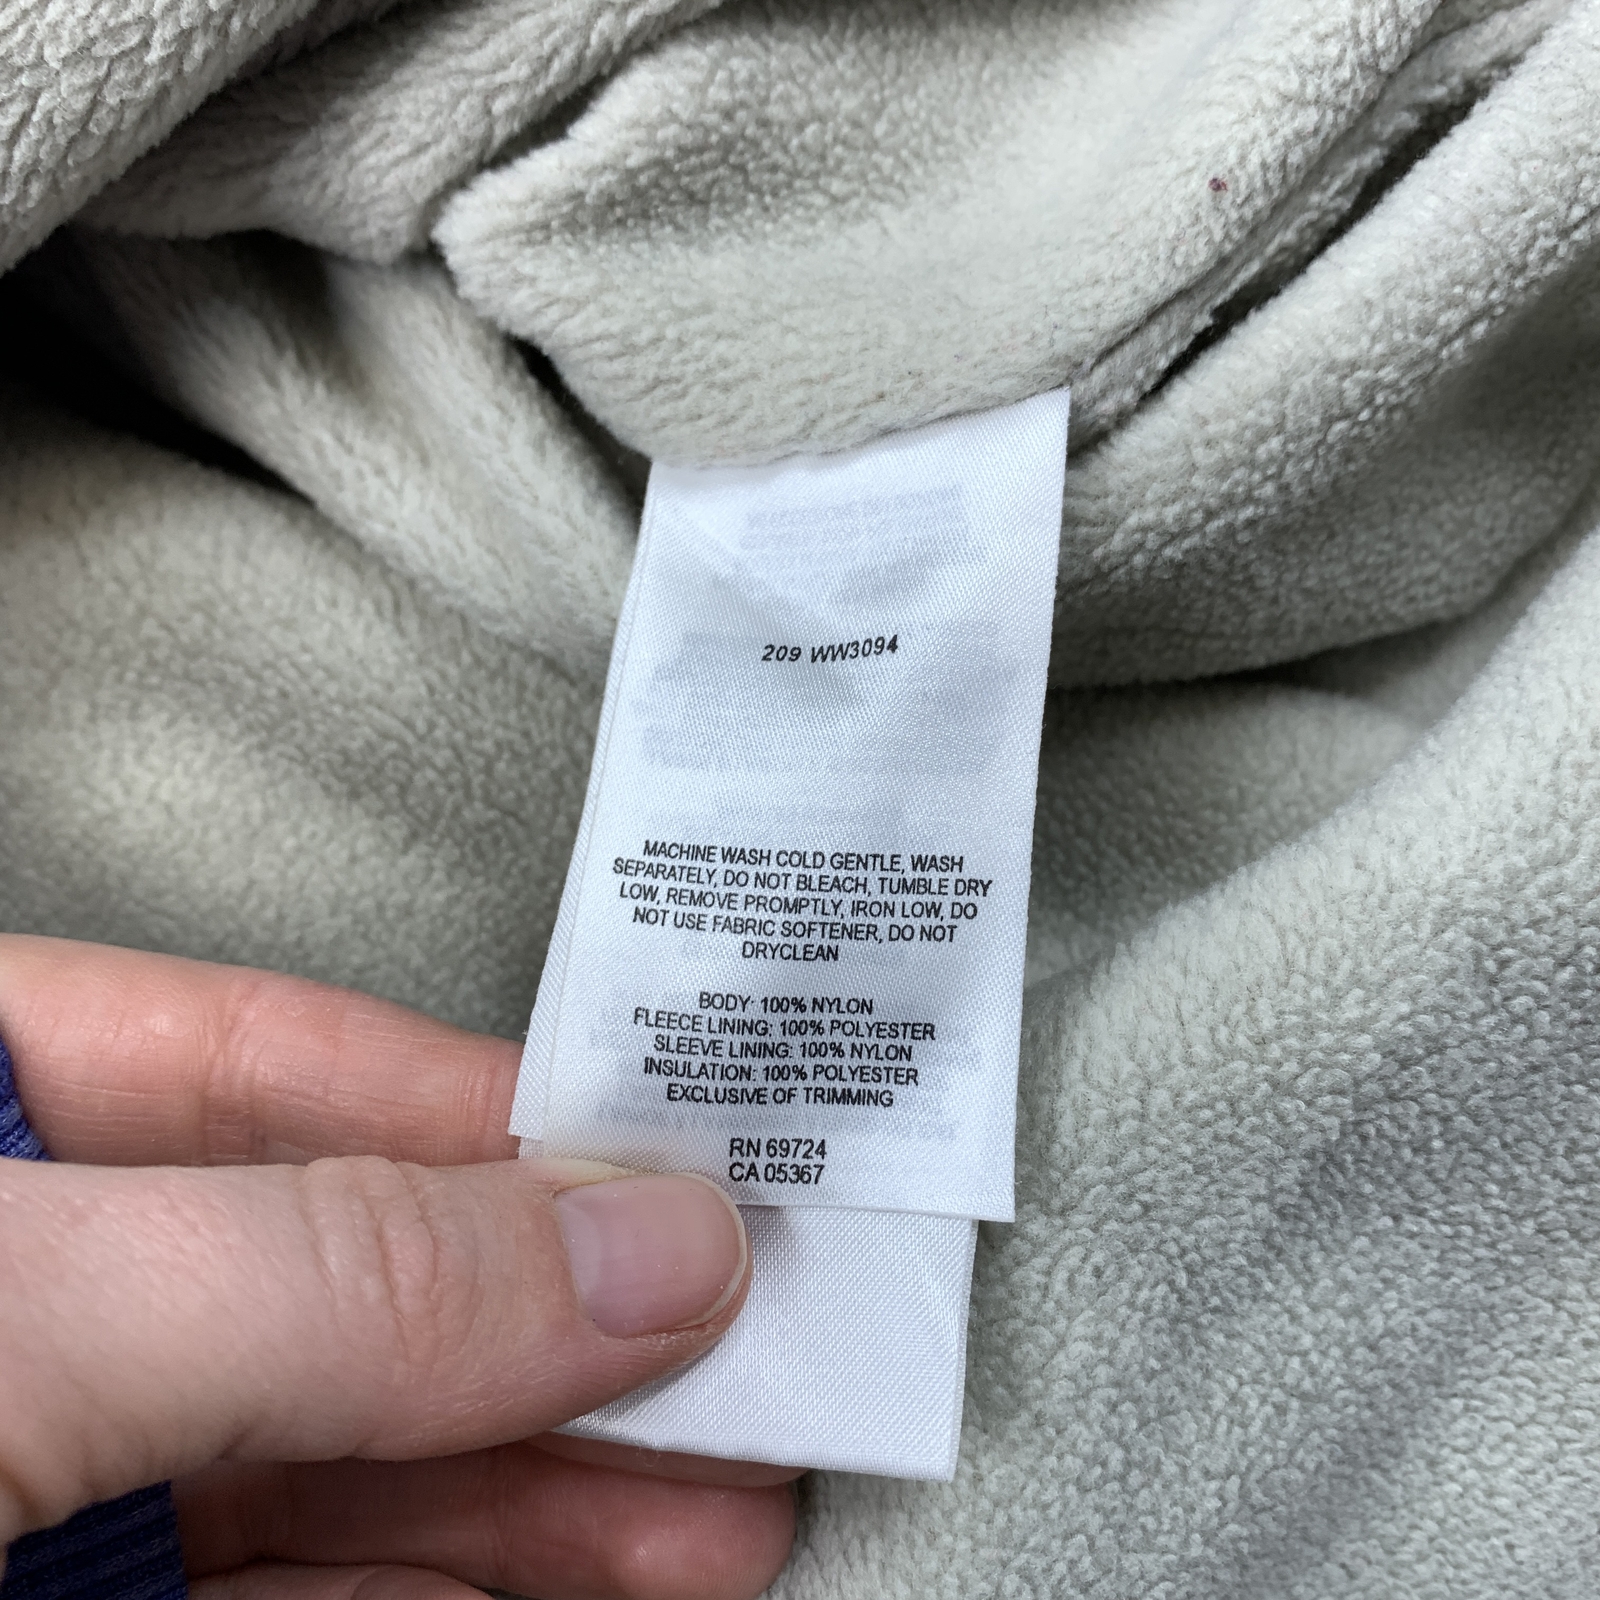 209 WW3094
MACHINE WASH COLD GENTLE, WASH
SEPARATELY, DO NOT BLEACH, TUMBLE DRY
LOW, REMOVE PROMPTLY, IRON LOW, DO
NOT USE FABRIC SOFTENER, DO NOT
DRYCLEAN
BODY: 100% NYLON
FLEECE LINING: 100% POLYESTER
SLEEVE LINING: 100% NYLON
INSULATION: 100% POLYESTER
EXCLUSIVE OF TRIMMING
RN 69724
CA 05367